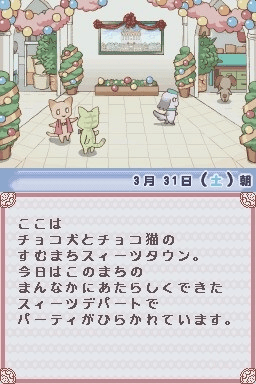 3月 31日(土)朝
ここは
チョコ犬とチョコ猫の
すむまちスィーツタウン。
今日はこのまちの
まんなかにあたらしくできた
スィーツデパートで
パーティがひらかれています。